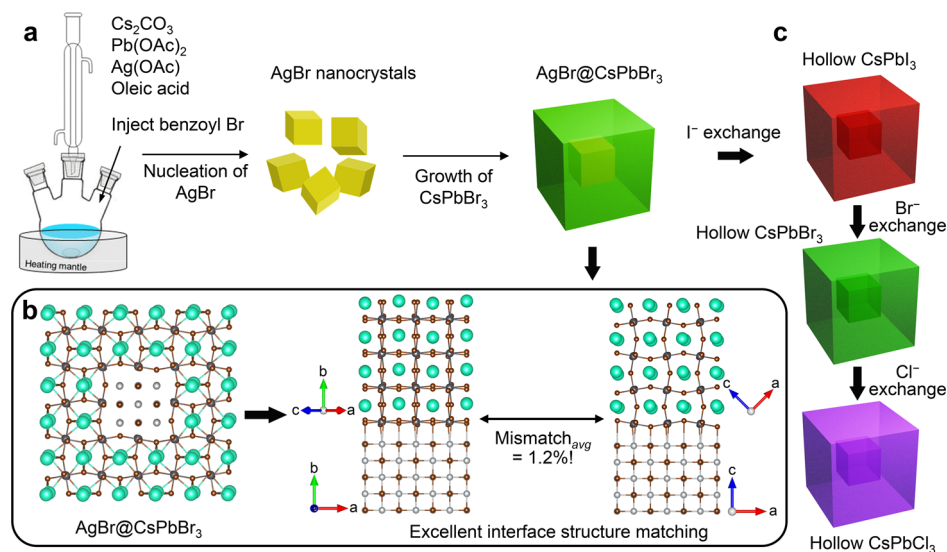 a
Cs₂CO₃
Pb(OAc)₂
Ag(OAc)
Oleic acid
Inject benzoyl Br
Nucleation of
AgBr
Heating mantle
AgBr nanocrystals
Growth of
CsPbBr₃
AgBr@CsPbBr₃
I⁻ exchange
c
Hollow CsPbI₃
Br⁻
exchange
Hollow CsPbBr₃
Cl⁻
exchange
Hollow CsPbCl₃
b
AgBr@CsPbBr₃
b
c
a
b
a
Mismatchavg
= 1.2%!
c
a
c
a
Excellent interface structure matching